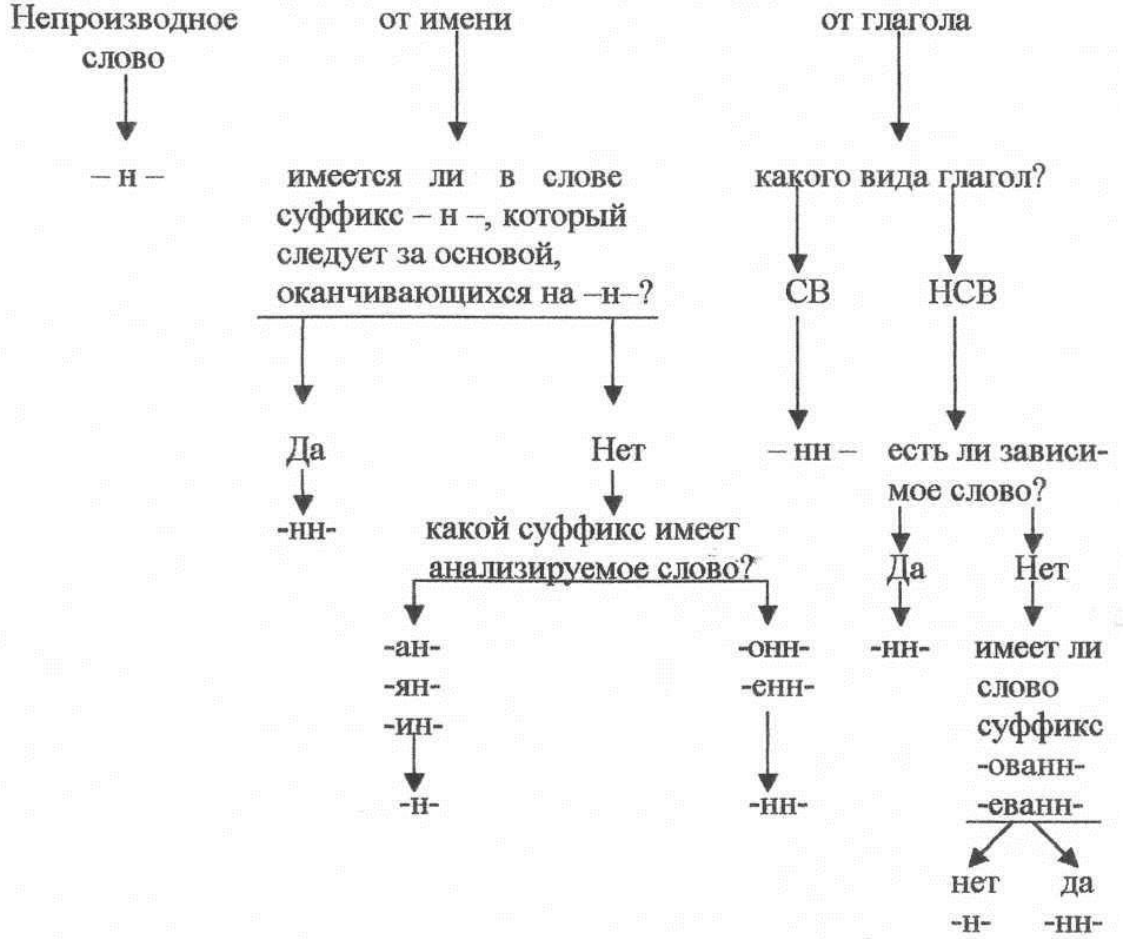 Непроизводное
слово
от имени
от глагола
– н –
имеется ли в слове
суффикс – н –, который
следует за основой,
оканчивающихся на –н–?
какого вида глагол?
СВ
НСВ
Да
Нет
– нн –
есть ли зависи-
мое слово?
-нн-
какой суффикс имеет
анализируемое слово?
Да
Нет
-ан-
-ян-
-ин-
-н-
-онн-
-енн-
-нн-
-нн-
имеет ли
слово
суффикс
-ованн-
-еванн-
нет
-н-
да
-нн-